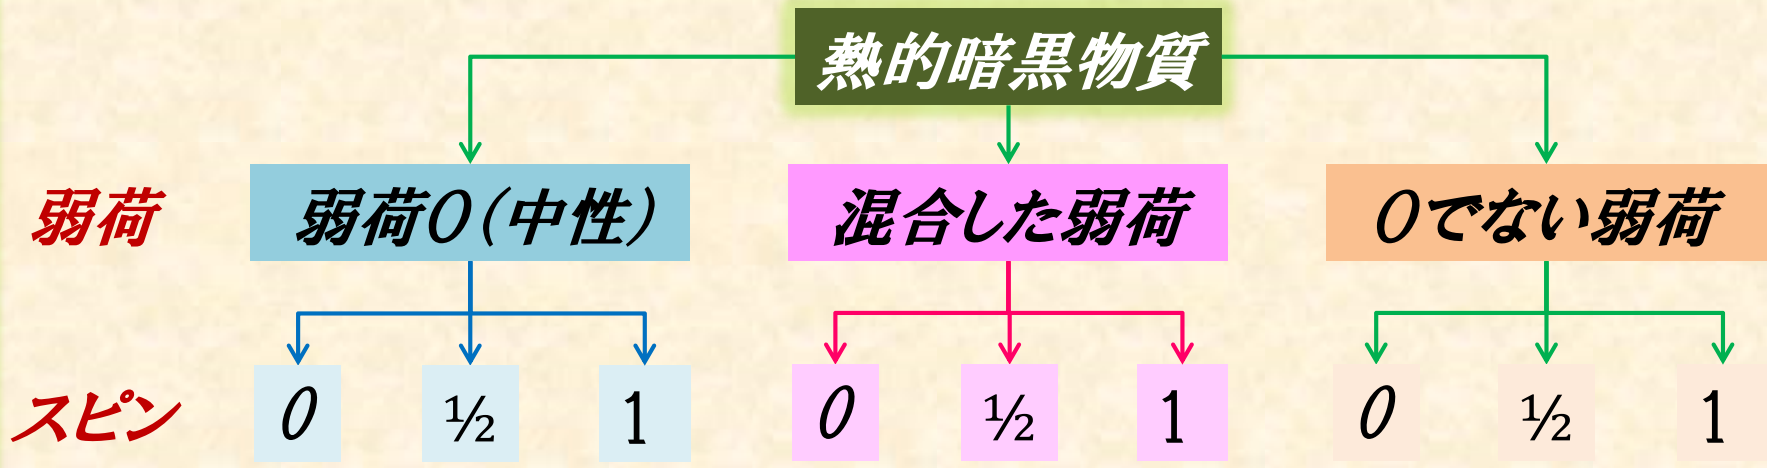 熱的暗黒物質
弱荷 弱荷0(中性) 混合した弱荷 0でない弱荷
スピン 0 ½ 1 0 ½ 1 0 ½ 1